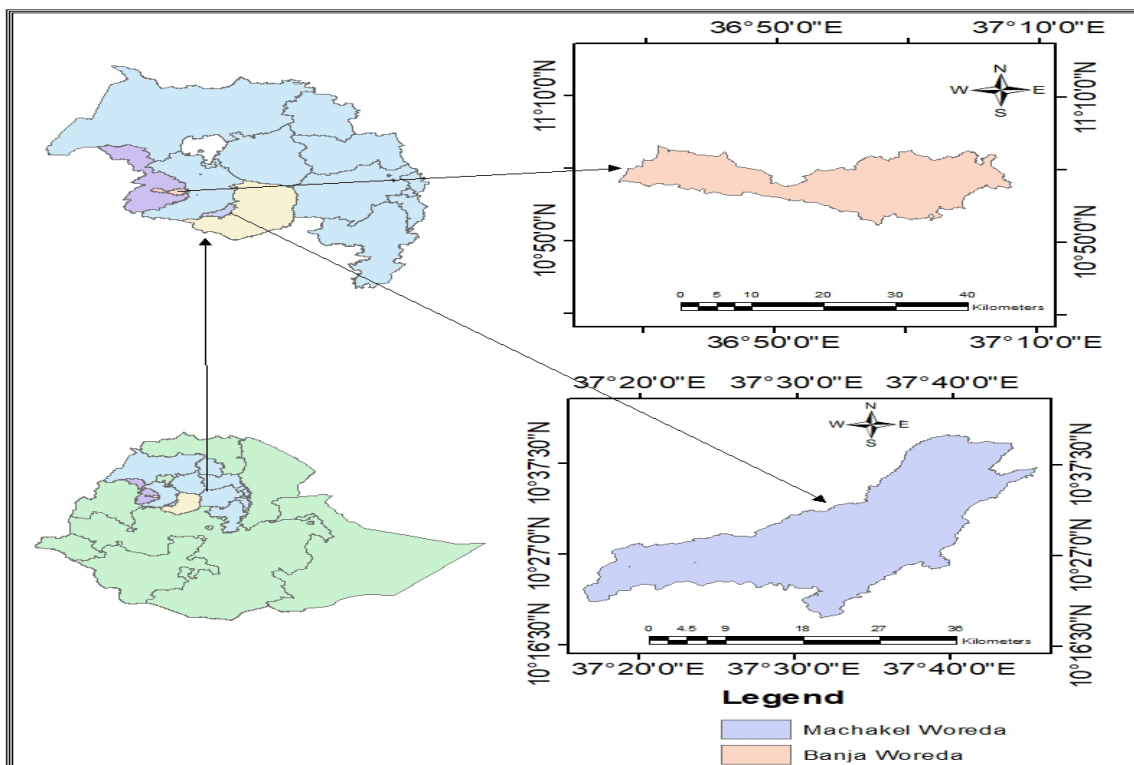 36°50'0"E 37°10'0"E
N
W E
S
11°10'0"N
11°10'0"N
10°50'0"N
10°50'0"N
0 5 10 20 30 40
Kilometers
36°50'0"E 37°10'0"E
37°20'0"E 37°30'0"E 37°40'0"E
N
W E
S
10°37'30"N
10°37'30"N
10°27'0"N
10°27'0"N
10°16'30"N
10°16'30"N
0 4.5 9 18 27 36
Kilometers
37°20'0"E 37°30'0"E 37°40'0"E
Legend
Machakel Woreda
Banja Woreda